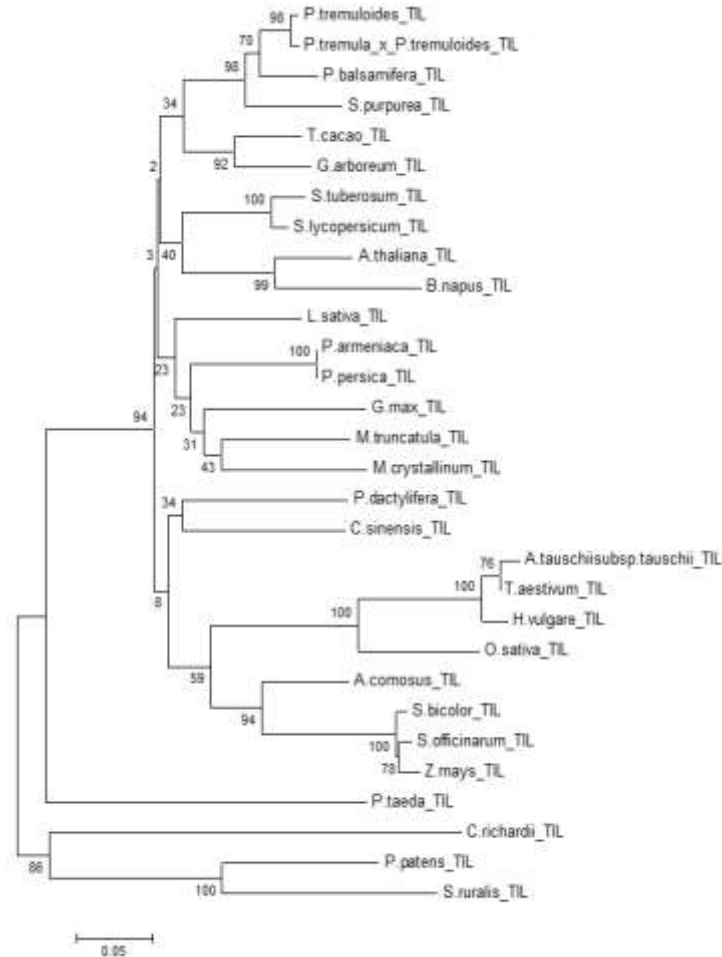 P.tremuloides_TIL
98
P.tremula_x_P.tremuloides_TIL
79
P.balsamifera_TIL
98
S.purpurea_TIL
34
T.cacao_TIL
92
G.arboreum_TIL
2
S.tuberosum_TIL
100
S.lycopersicum_TIL
3
40
A.thaliana_TIL
99
B.napus_TIL
L.sativa_TIL
P.armeniaca_TIL
100
23
P.persica_TIL
23
G.max_TIL
94
31
M.truncatula_TIL
43
M.crystallinum_TIL
34
P.dactylifera_TIL
C.sinensis_TIL
A.tauschiisubsp.tauschii_TIL
76
100
T.aestivum_TIL
8
100
H.vulgare_TIL
O.sativa_TIL
59
A.comosus_TIL
94
S.bicolor_TIL
100
S.officinarum_TIL
78
Z.mays_TIL
P.taeda_TIL
C.richardii_TIL
86
P.patens_TIL
100
S.ruralis_TIL
0.05